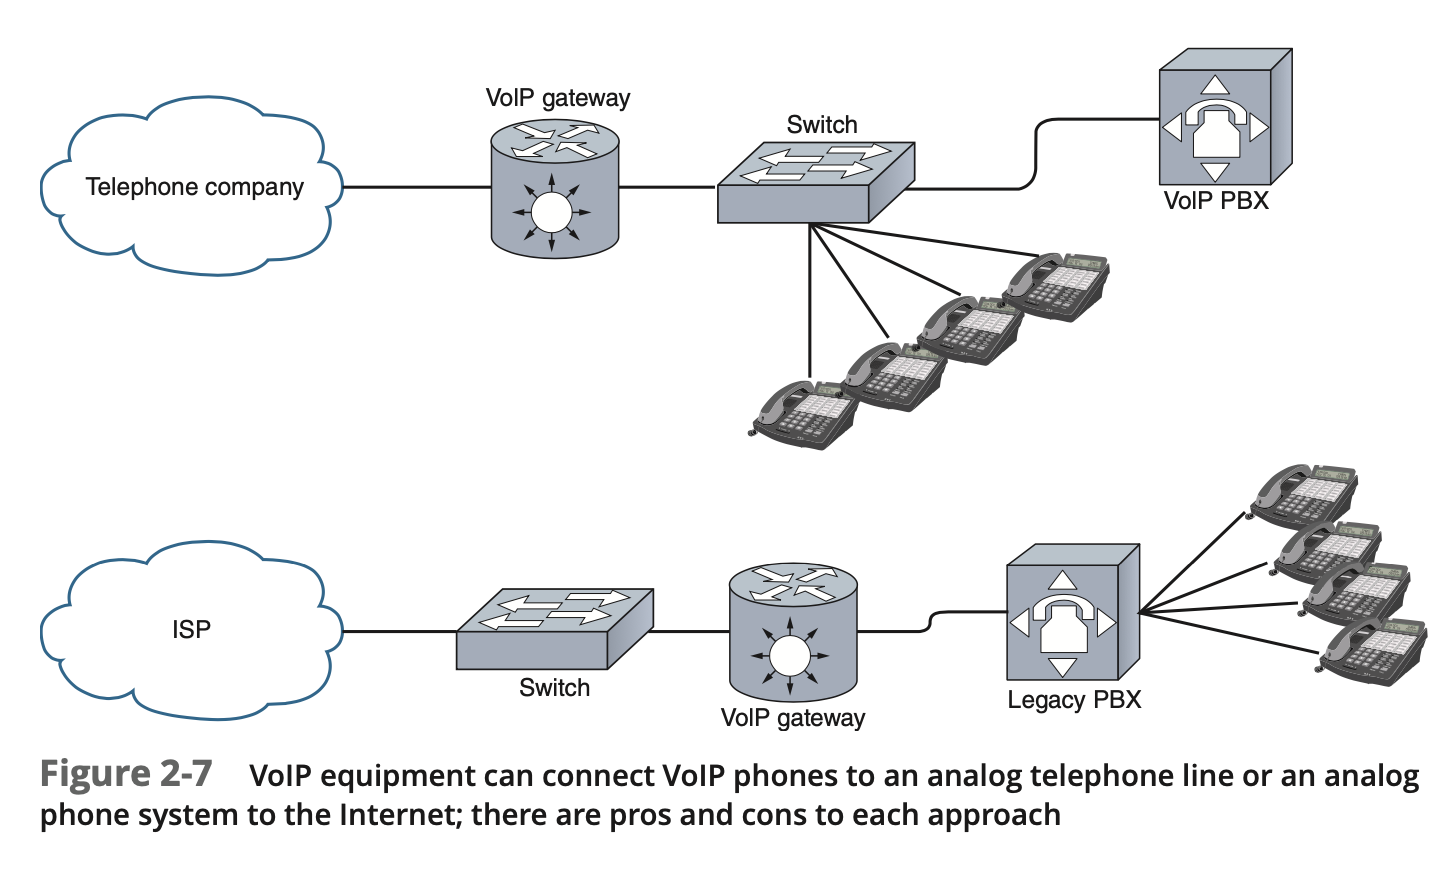 VoIP gateway
Switch
Telephone company
VoIP PBX
ISP
Switch
VoIP gateway
Legacy PBX
Figure 2-7 VoIP equipment can connect VoIP phones to an analog telephone line or an analog
phone system to the Internet; there are pros and cons to each approach